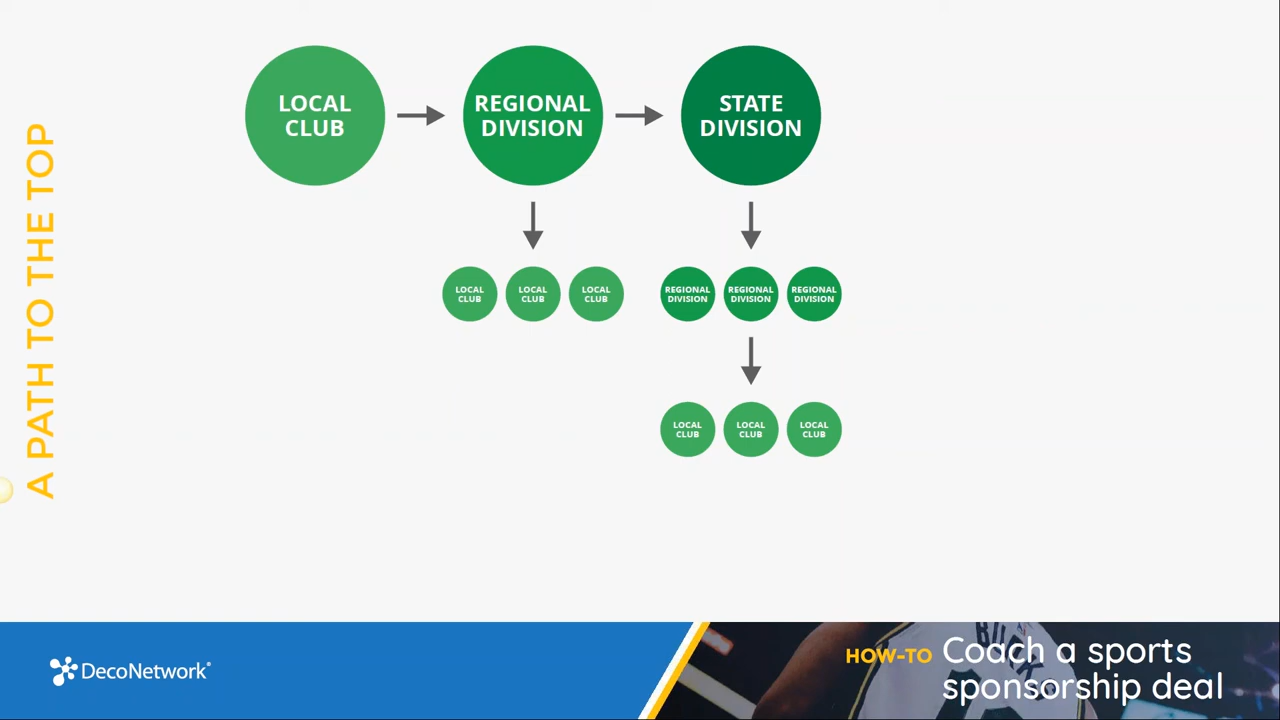 A PATH TO THE TOP
LOCAL
CLUB
REGIONAL
DIVISION
STATE
DIVISION
LOCAL
CLUB
LOCAL
CLUB
LOCAL
CLUB
REGIONAL
DIVISION
REGIONAL
DIVISION
REGIONAL
DIVISION
LOCAL
CLUB
LOCAL
CLUB
LOCAL
CLUB
DecoNetwork®
HOW-TO Coach a sports
sponsorship deal